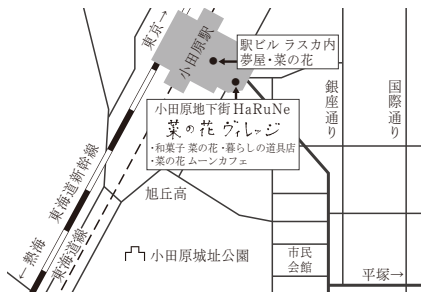 東京→
小田原駅
駅ビル ラスカ内
夢屋・菜の花
小田原地下街 HaRuNe
菜の花 ヴィレッジ
・和菓子 菜の花・暮らしの道具店
・菜の花 ムーンカフェ
銀座通り
国際通り
東海道新幹線
東海道線
←熱海
旭丘高
小田原城址公園
市民
会館
平塚→